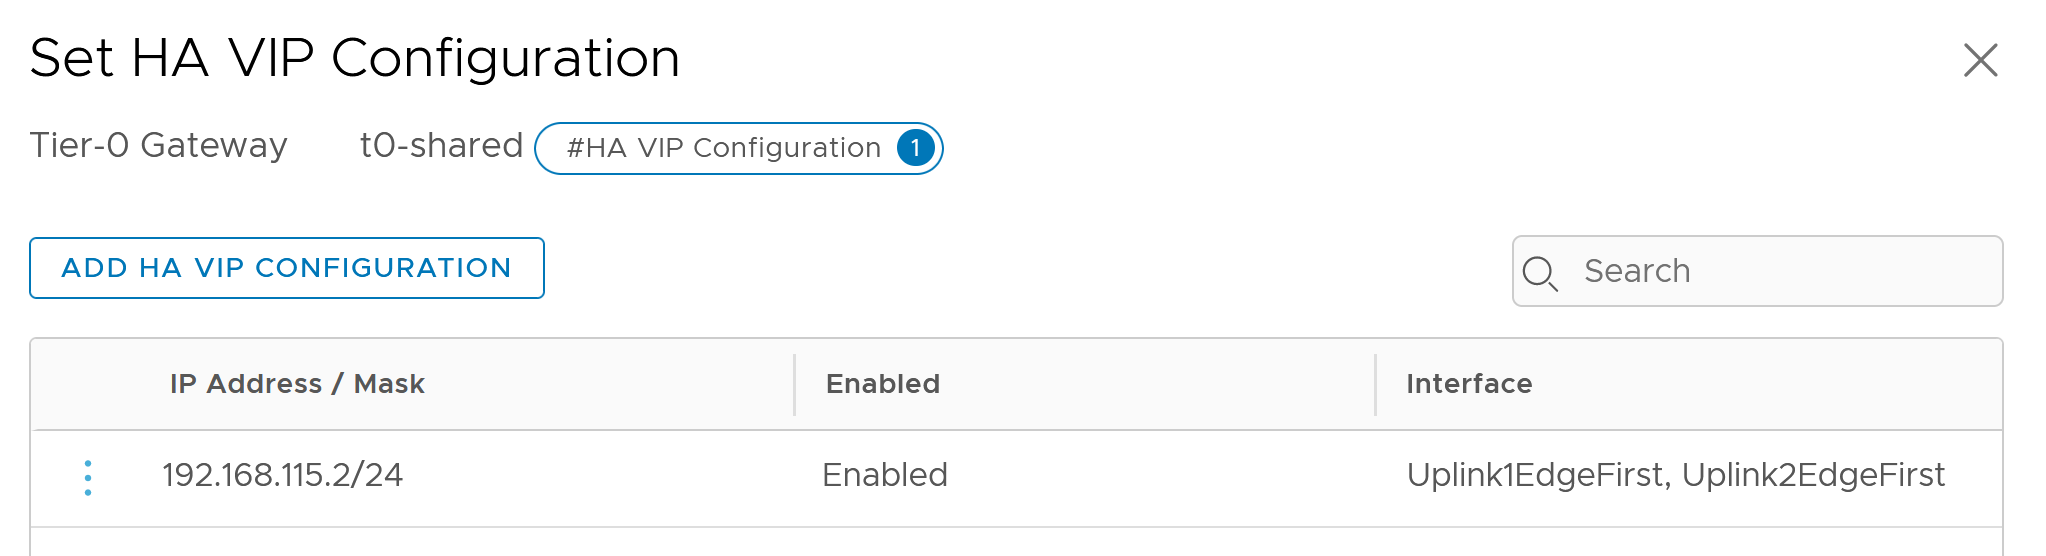 Set HA VIP Configuration
Tier-0 Gateway t0-shared #HA VIP Configuration 1
ADD HA VIP CONFIGURATION Search
IP Address / Mask Enabled Interface
192.168.115.2/24 Enabled Uplink1EdgeFirst, Uplink2EdgeFirst